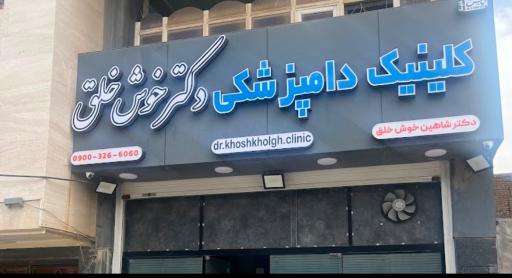 کلینیک دامپزشکی دکتر خوش خلق
dr.khoshkholgh.clinic
دکتر شاهین خوش خلق
0900-326-6060